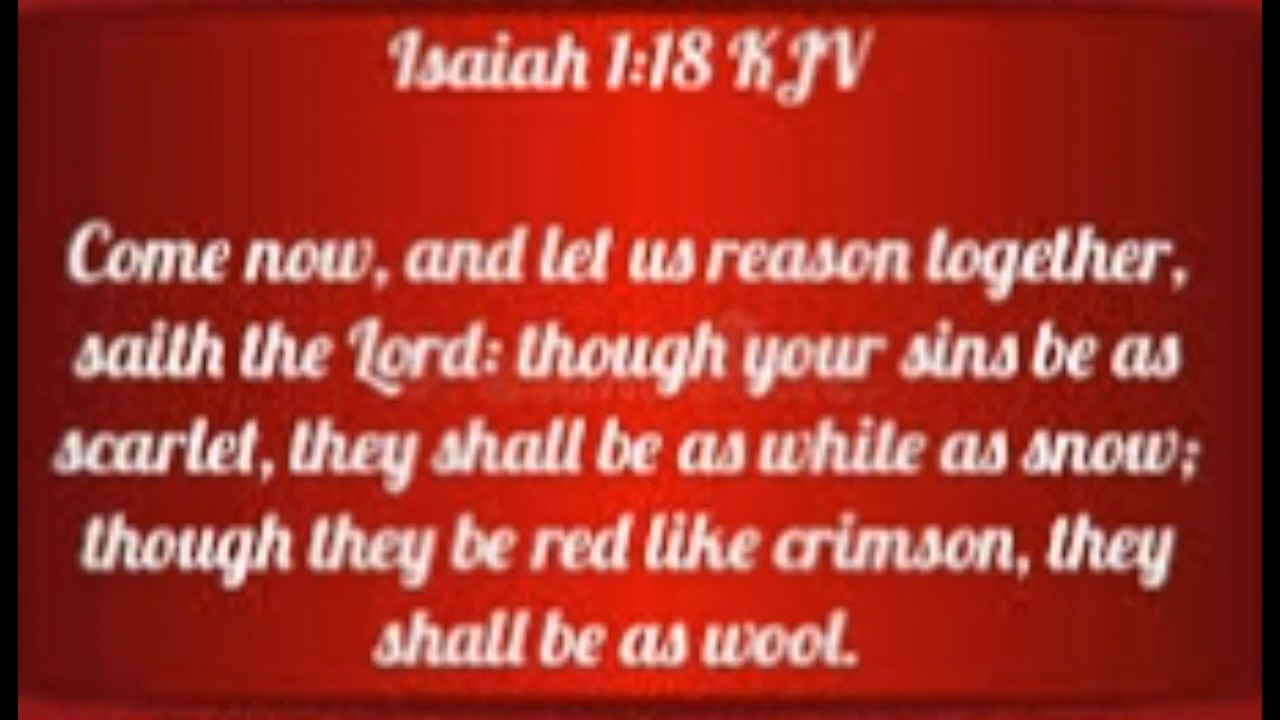 Isaiah 1:18 KJV
Come now, and let us reason together,
saith the Lord: though your sins be as
scarlet, they shall be as white as snow;
though they be red like crimson, they
shall be as wool.